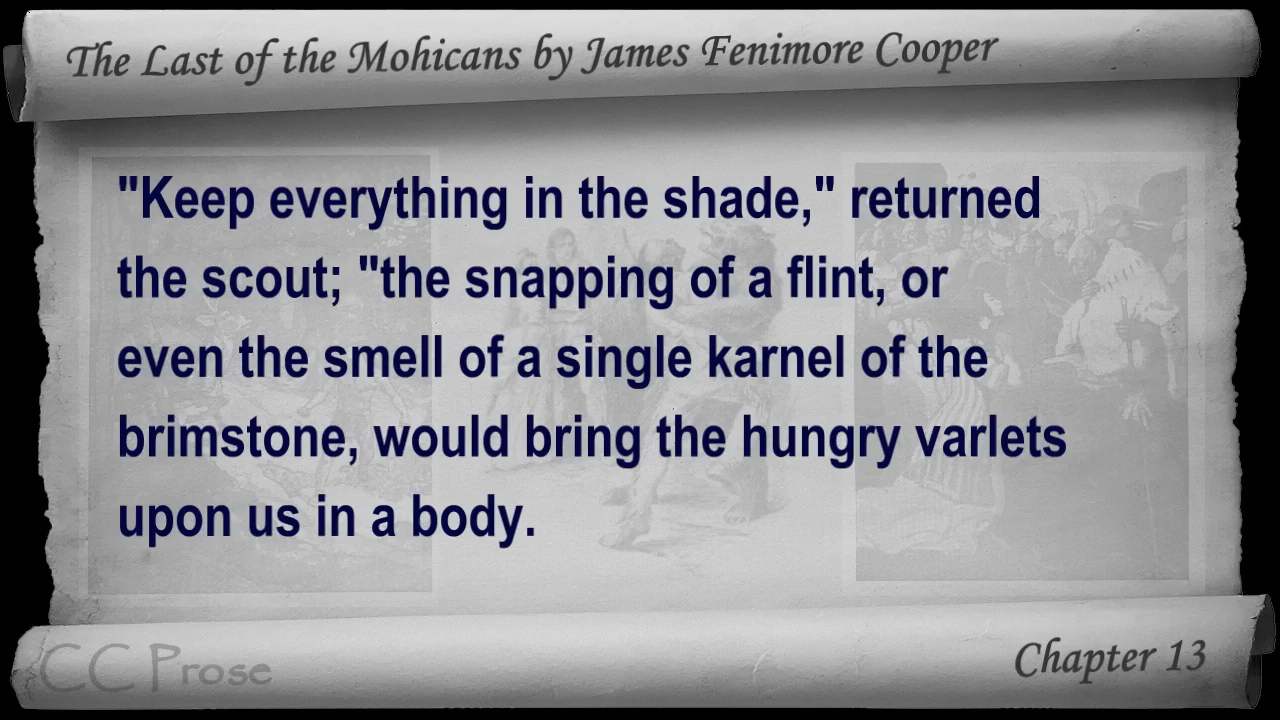 The Last of the Mohicans by James Fenimore Cooper
"Keep everything in the shade," returned
the scout; "the snapping of a flint, or
even the smell of a single karnel of the
brimstone, would bring the hungry varlets
upon us in a body.
CC Prose
Chapter 13